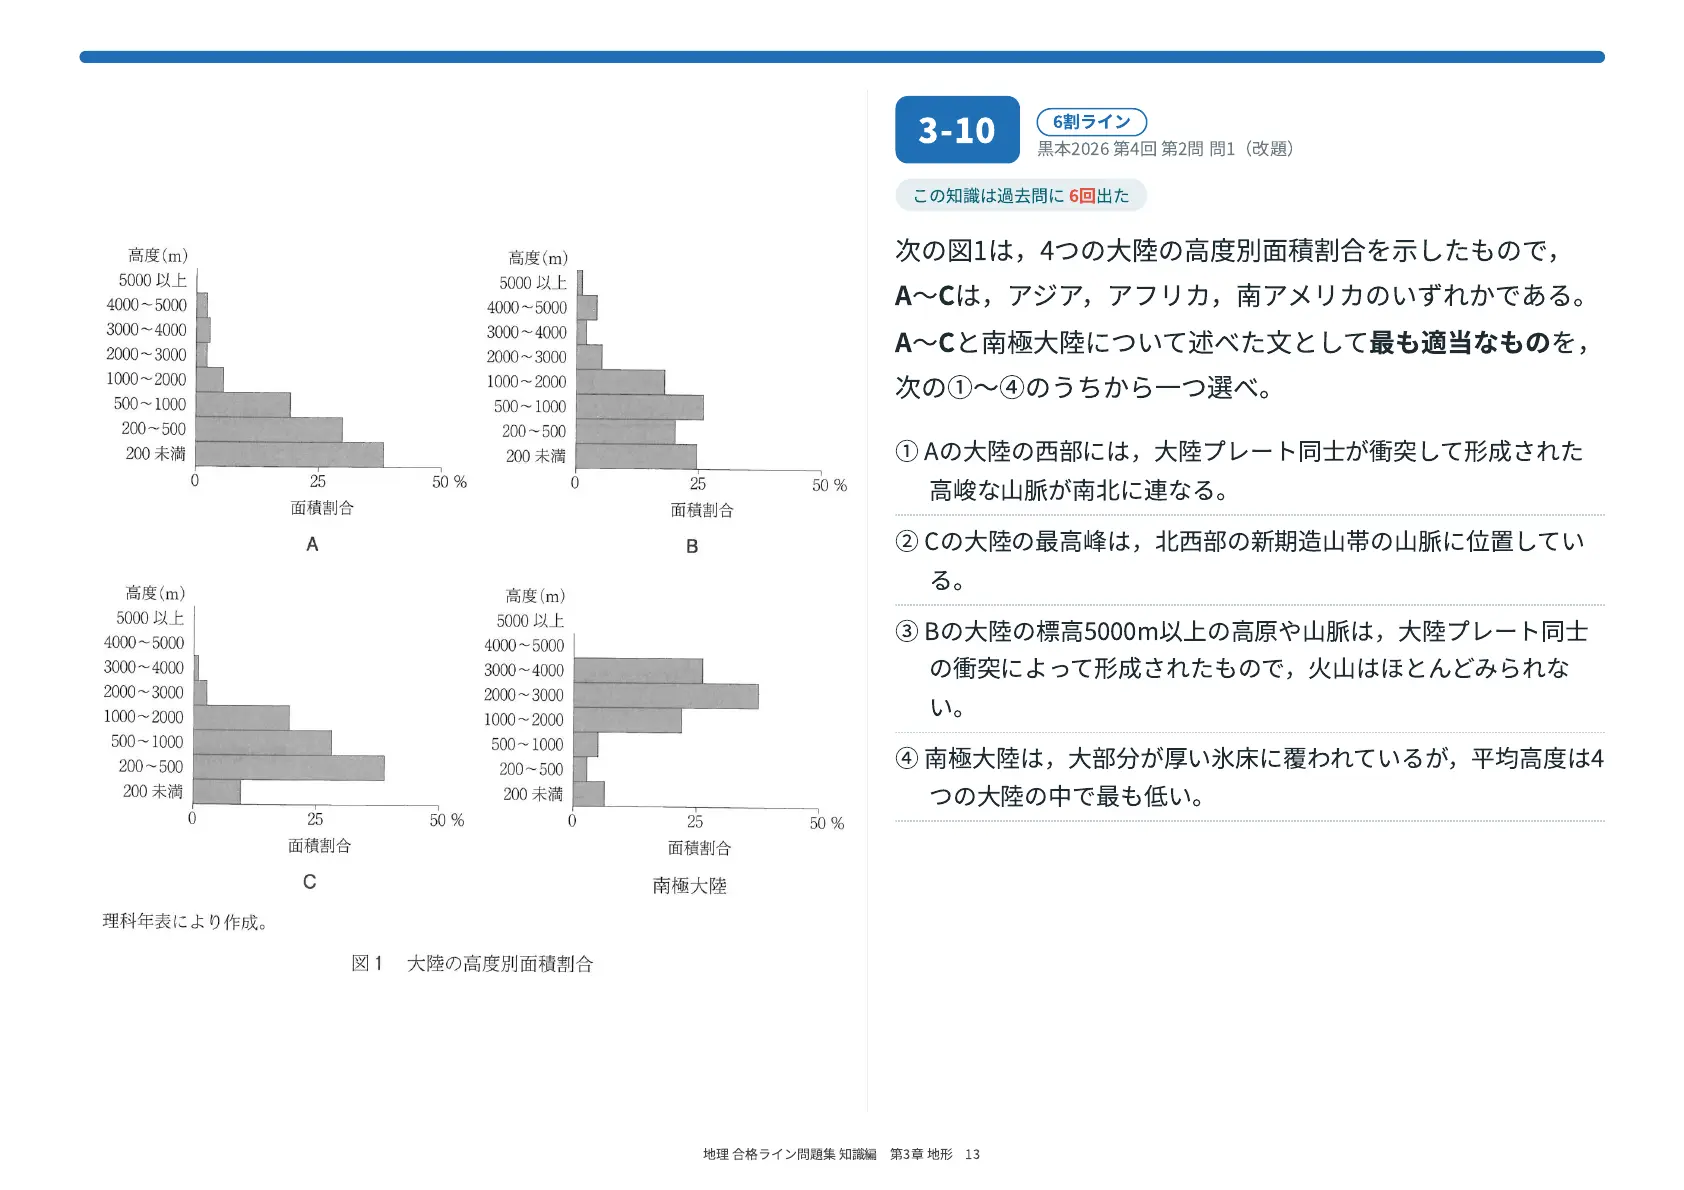 高度(m)
5000 以上
4000～5000
3000～4000
2000～3000
1000～2000
500～1000
200～500
200 未満
0 25 50 %
面積割合
A
高度(m)
5000 以上
4000～5000
3000～4000
2000～3000
1000～2000
500～1000
200～500
200 未満
0 25 50 %
面積割合
B
高度(m)
5000 以上
4000～5000
3000～4000
2000～3000
1000～2000
500～1000
200～500
200 未満
0 25 50 %
面積割合
C
高度(m)
5000 以上
4000～5000
3000～4000
2000～3000
1000～2000
500～1000
200～500
200 未満
0 25 50 %
面積割合
南極大陸
理科年表により作成。
図1 大陸の高度別面積割合
3-10
6割ライン
黒本2026 第4回 第2問 問1（改題）
この知識は過去問に 6回出た
次の図1は，4つの大陸の高度別面積割合を示したもので，
A～Cは，アジア，アフリカ，南アメリカのいずれかである。
A～Cと南極大陸について述べた文として最も適当なものを，
次の①～④のうちから一つ選べ。
① Aの大陸の西部には，大陸プレート同士が衝突して形成された
高峻な山脈が南北に連なる。
② Cの大陸の最高峰は，北西部の新期造山帯の山脈に位置してい
る。
③ Bの大陸の標高5000m以上の高原や山脈は，大陸プレート同士
の衝突によって形成されたもので，火山はほとんどみられな
い。
④ 南極大陸は，大部分が厚い氷床に覆われているが，平均高度は4
つの大陸の中で最も低い。
地理 合格ライン問題集 知識編 第3章 地形 13